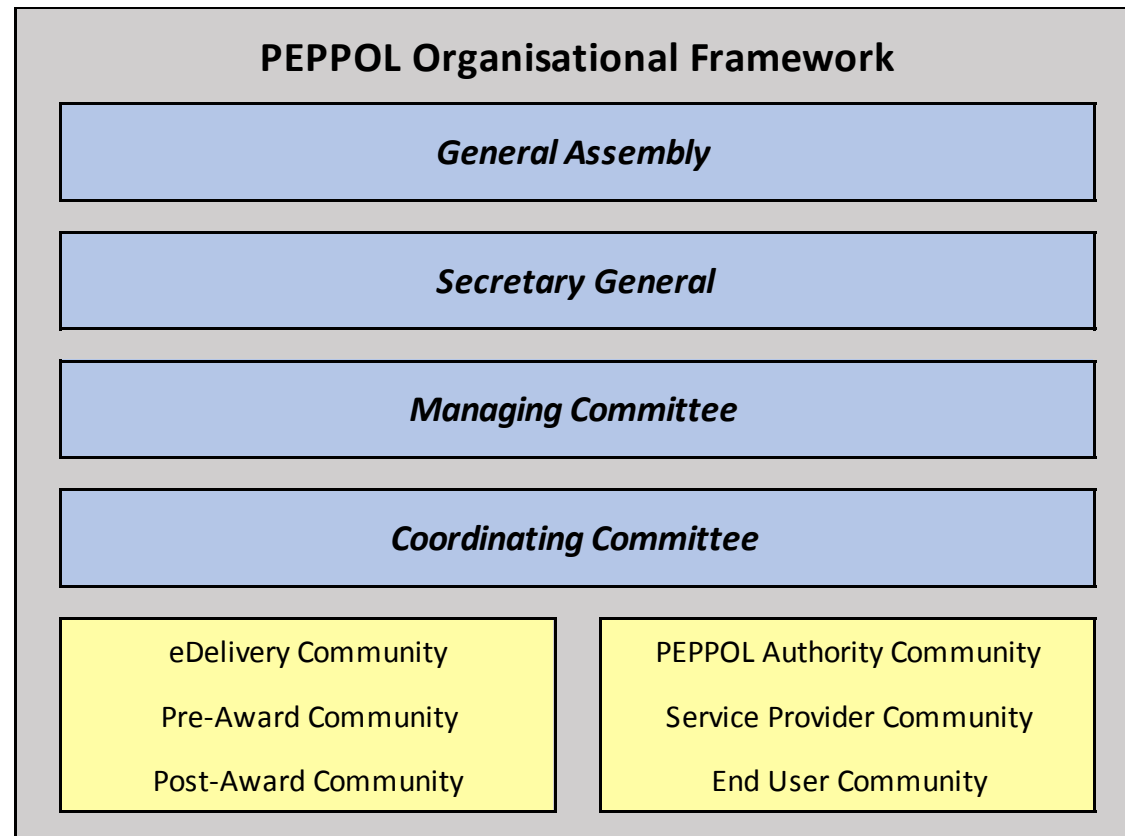 PEPPOL Organisational Framework
General Assembly
Secretary General
Managing Committee
Coordinating Committee
eDelivery Community
Pre-Award Community
Post-Award Community
PEPPOL Authority Community
Service Provider Community
End User Community